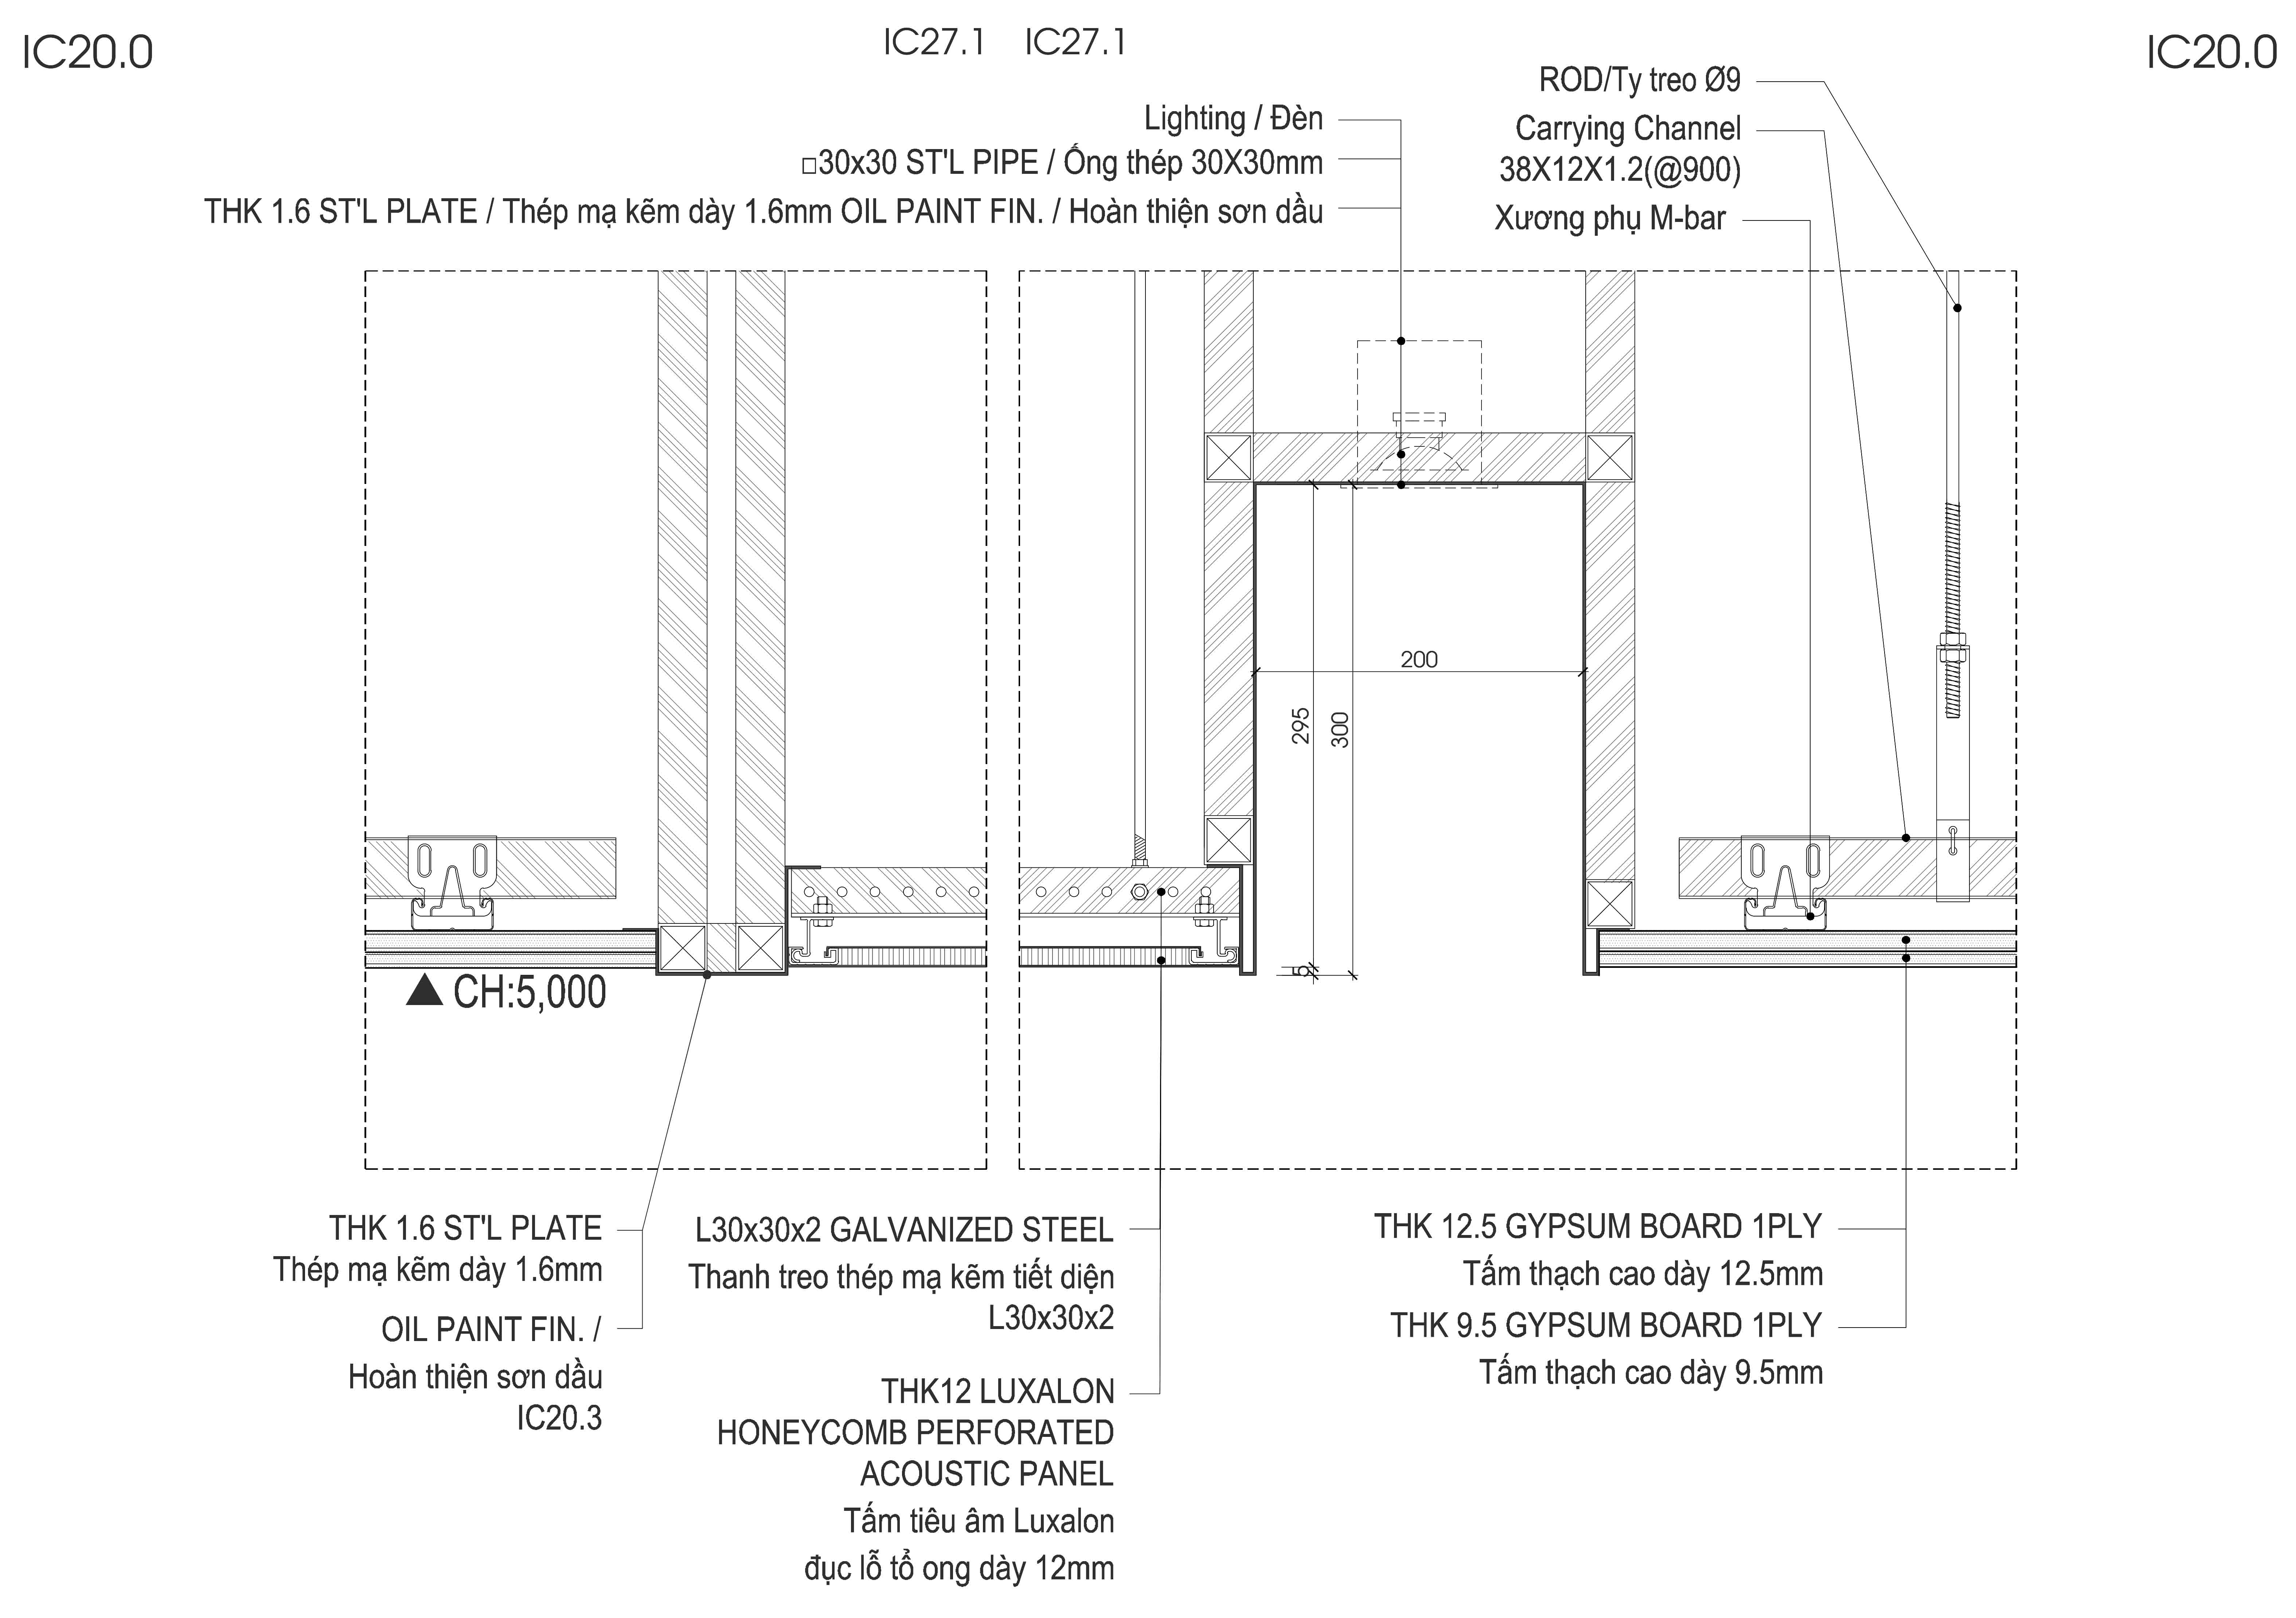 IC20.0
IC27.1 IC27.1
IC20.0
Lighting / Đèn
□30x30 ST'L PIPE / Ống thép 30X30mm
THK 1.6 ST'L PLATE / Thép mạ kẽm dày 1.6mm OIL PAINT FIN. / Hoàn thiện sơn dầu
ROD/Ty treo Ø9
Carrying Channel
38X12X1.2(@900)
Xương phụ M-bar
200
295
300
5
▲ CH:5,000
THK 1.6 ST'L PLATE
Thép mạ kẽm dày 1.6mm
OIL PAINT FIN. /
Hoàn thiện sơn dầu
IC20.3
L30x30x2 GALVANIZED STEEL
Thanh treo thép mạ kẽm tiết diện
L30x30x2
THK12 LUXALON
HONEYCOMB PERFORATED
ACOUSTIC PANEL
Tấm tiêu âm Luxalon
đục lỗ tổ ong dày 12mm
THK 12.5 GYPSUM BOARD 1PLY
Tấm thạch cao dày 12.5mm
THK 9.5 GYPSUM BOARD 1PLY
Tấm thạch cao dày 9.5mm